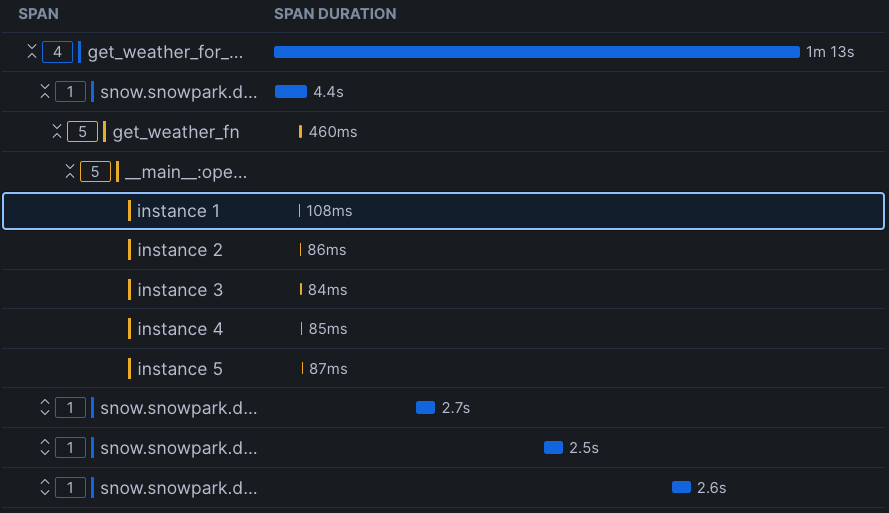 SPAN SPAN DURATION
4 get_weather_for_... 1m 13s
1 snow.snowpark.d... 4.4s
5 get_weather_fn 460ms
5 __main__:ope...
instance 1 108ms
instance 2 86ms
instance 3 84ms
instance 4 85ms
instance 5 87ms
1 snow.snowpark.d... 2.7s
1 snow.snowpark.d... 2.5s
1 snow.snowpark.d... 2.6s